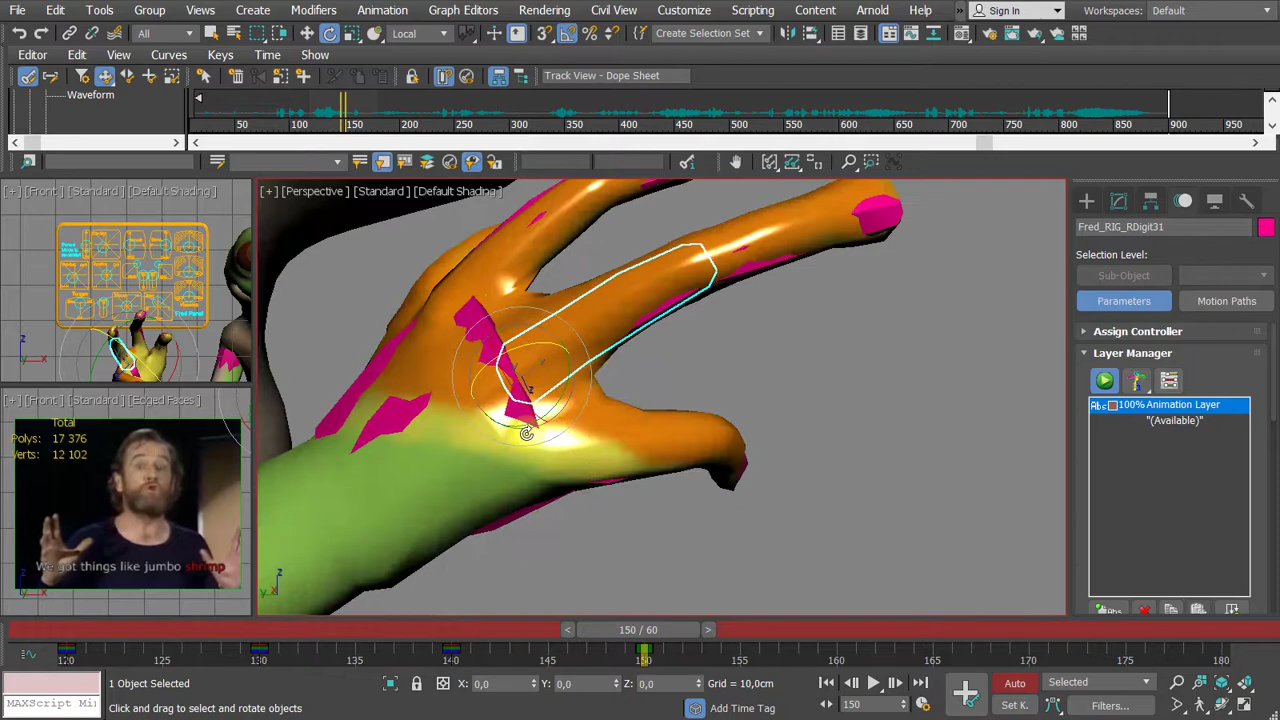 File Edit Tools Group Views Create Modifiers Animation Graph Editors Rendering Civil View Customize Scripting Content Arnold Help » Sign In Workspaces: Default
All Local Create Selection Set
Editor Edit View Curves Keys Time Show
Track View - Dope Sheet
Waveform
50 100 150 200 250 300 350 400 450 500 550 600 650 700 750 800 850 900 950
[+] [Front] [Standard] [Default Shading]
[+] [Perspective] [Standard] [Default Shading]
Fred_RIG_RDigit31
Selection Level:
Sub-Object
Parameters Motion Paths
Assign Controller
Layer Manager
Abs 100% Animation Layer
"(Available)"
Abs
Fred Panel
z
x
y
[+] [Front] [Standard] [Edged Faces]
Total
Polys: 17 376
Verts: 12 102
We got things like jumbo shrimp
z
y x
z
y x
< 150 / 60 >
120 130 135 140 145 150 155 160 165 170 175 180
1 Object Selected X: 0,0 Y: 0,0 Z: 0,0 Grid = 10,0cm Auto Selected
MAXScript Mi Click and drag to select and rotate objects Add Time Tag 150 Set K. Filters...